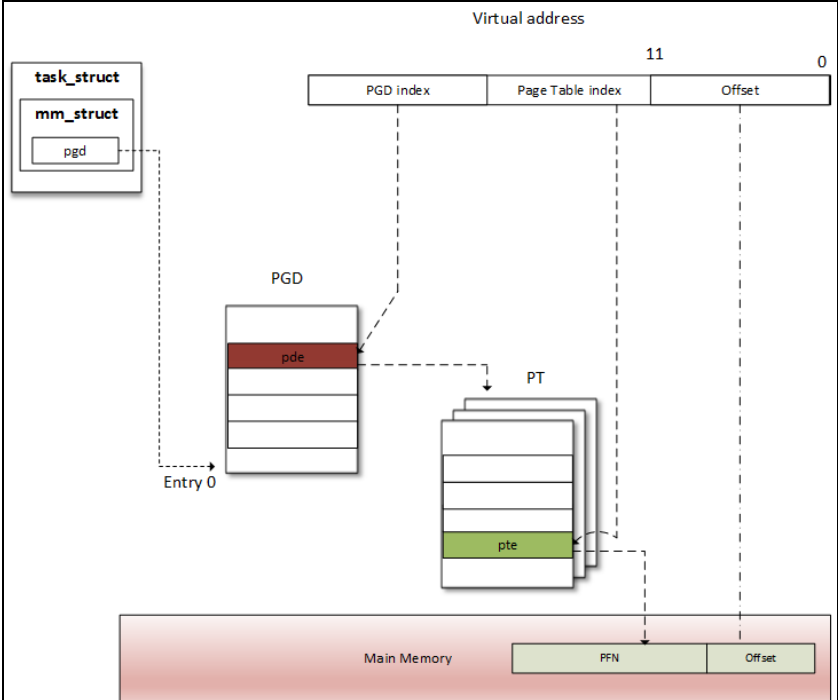 Virtual address
11
0
task_struct
mm_struct
pgd
PGD index
Page Table index
Offset
PGD
pde
PT
Entry 0
pte
Main Memory
PFN
Offset